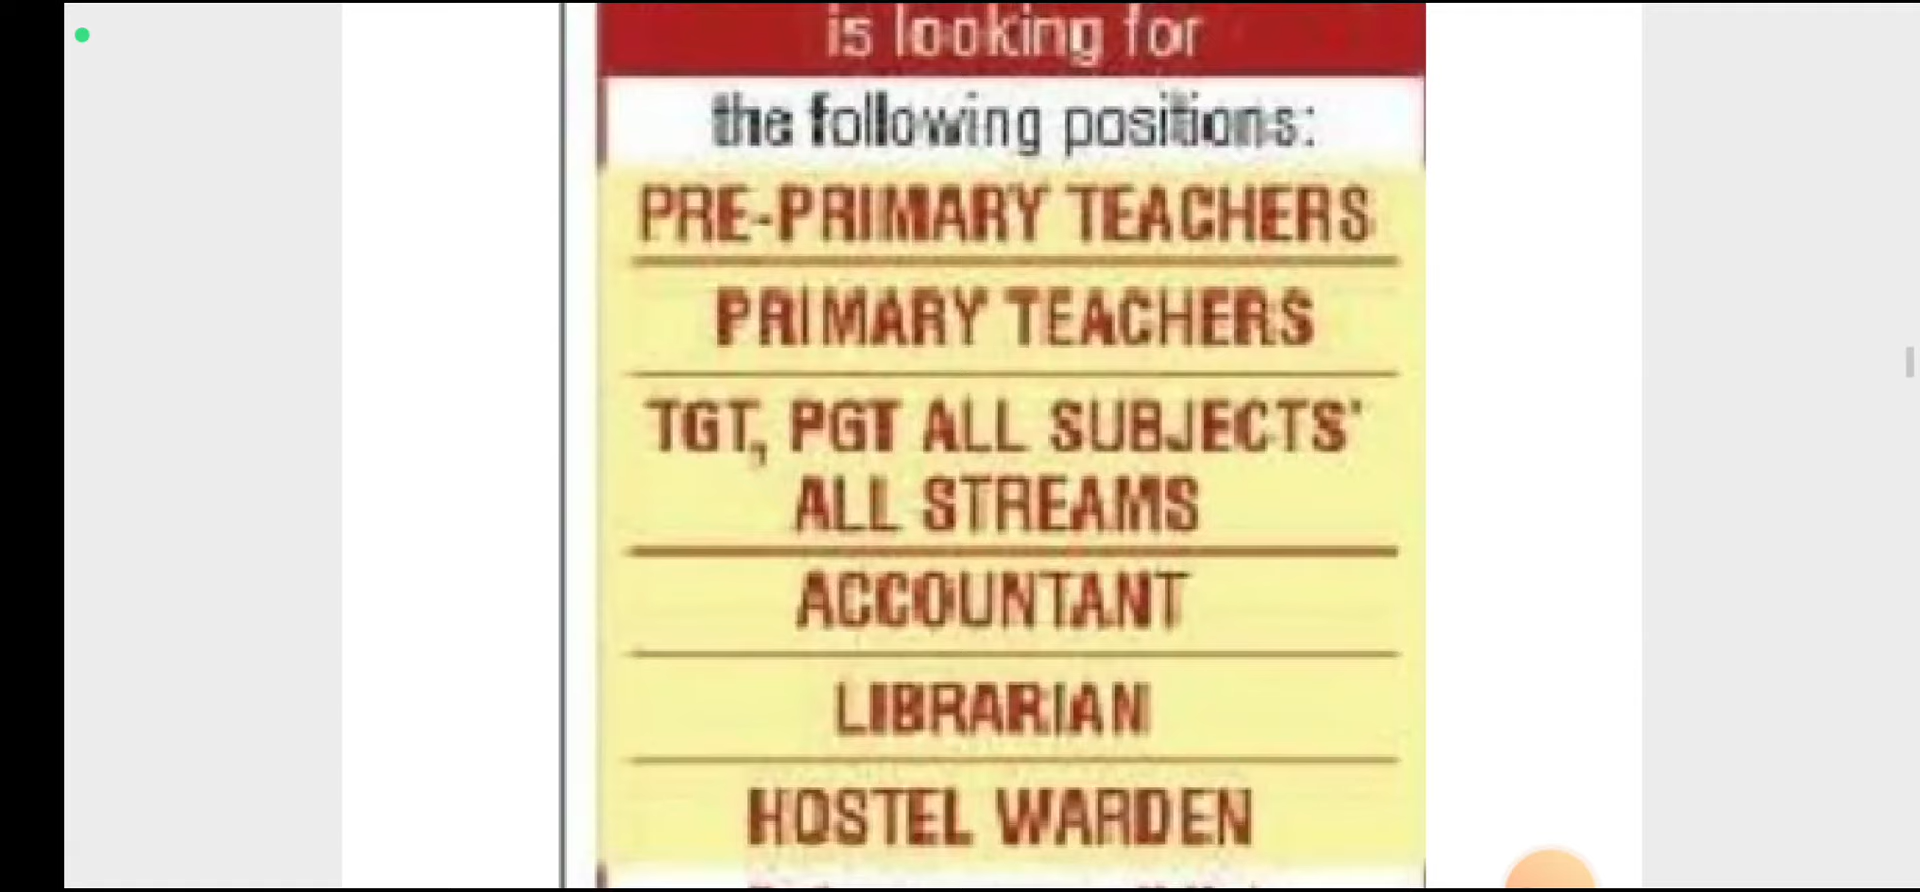 is looking for
the following positions:
PRE-PRIMARY TEACHERS
PRIMARY TEACHERS
TGT, PGT ALL SUBJECTS'
ALL STREAMS
ACCOUNTANT
LIBRARIAN
HOSTEL WARDEN